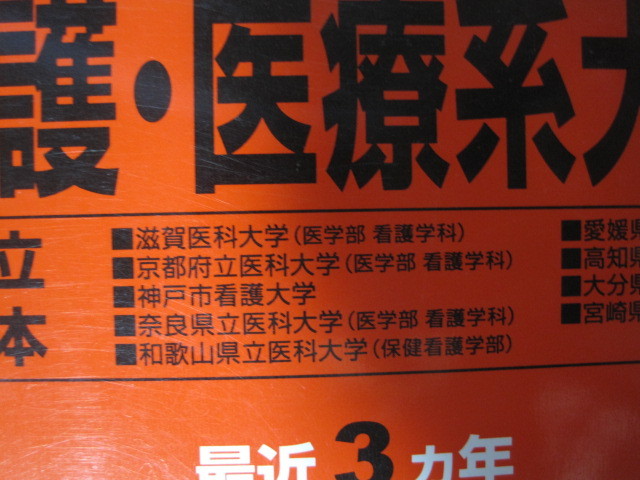 護・医療系大
立
本
■滋賀医科大学（医学部 看護学科）
■京都府立医科大学（医学部 看護学科）
■神戸市看護大学
■奈良県立医科大学（医学部 看護学科）
■和歌山県立医科大学（保健看護学部）
■愛媛県
■高知県
■大分県
■宮崎県
最近3カ年